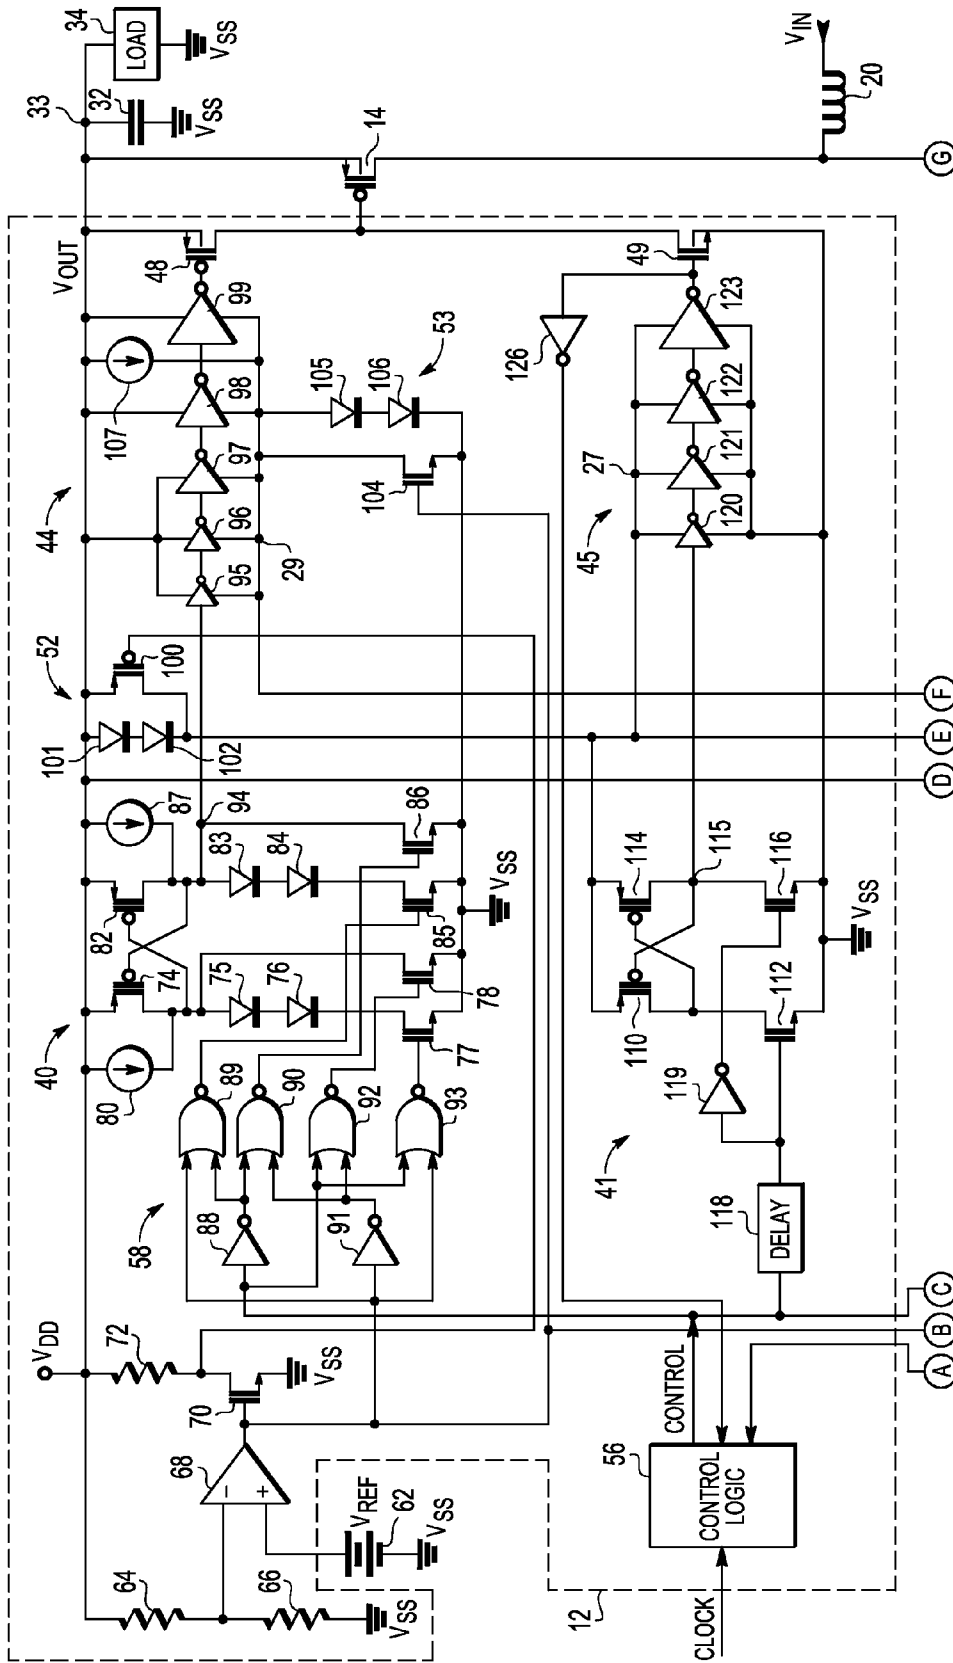 34
LOAD
VSS
33
32
VSS
VIN
20
14
G
VOUT
48
99
49
123
53
105
106
126
122
107
98
44
97
104
27
121
96
29
45
120
95
52
100
101
102
F
E
D
87
94
83
84
86
82
85
VSS
114
115
116
VSS
74
75
76
78
40
80
77
110
112
89
90
92
93
119
41
58
88
91
118
DELAY
VDD
72
70
VSS
C
B
A
68
CONTROL
56
CONTROL
LOGIC
VREF
62
VSS
64
66
VSS
12
CLOCK